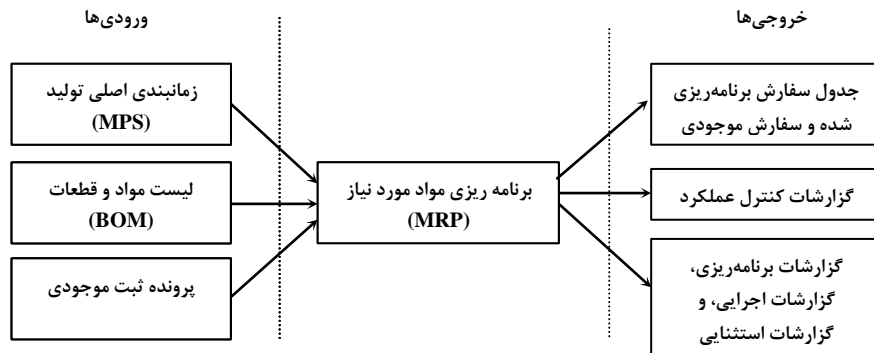 ورودی‌ها
خروجی‌ها
زمانبندی اصلی تولید
(MPS)
لیست مواد و قطعات
(BOM)
پرونده ثبت موجودی
برنامه ریزی مواد مورد نیاز
(MRP)
جدول سفارش برنامه‌ریزی
شده و سفارش موجودی
گزارشات کنترل عملکرد
گزارشات برنامه‌ریزی،
گزارشات اجرایی، و
گزارشات استثنایی